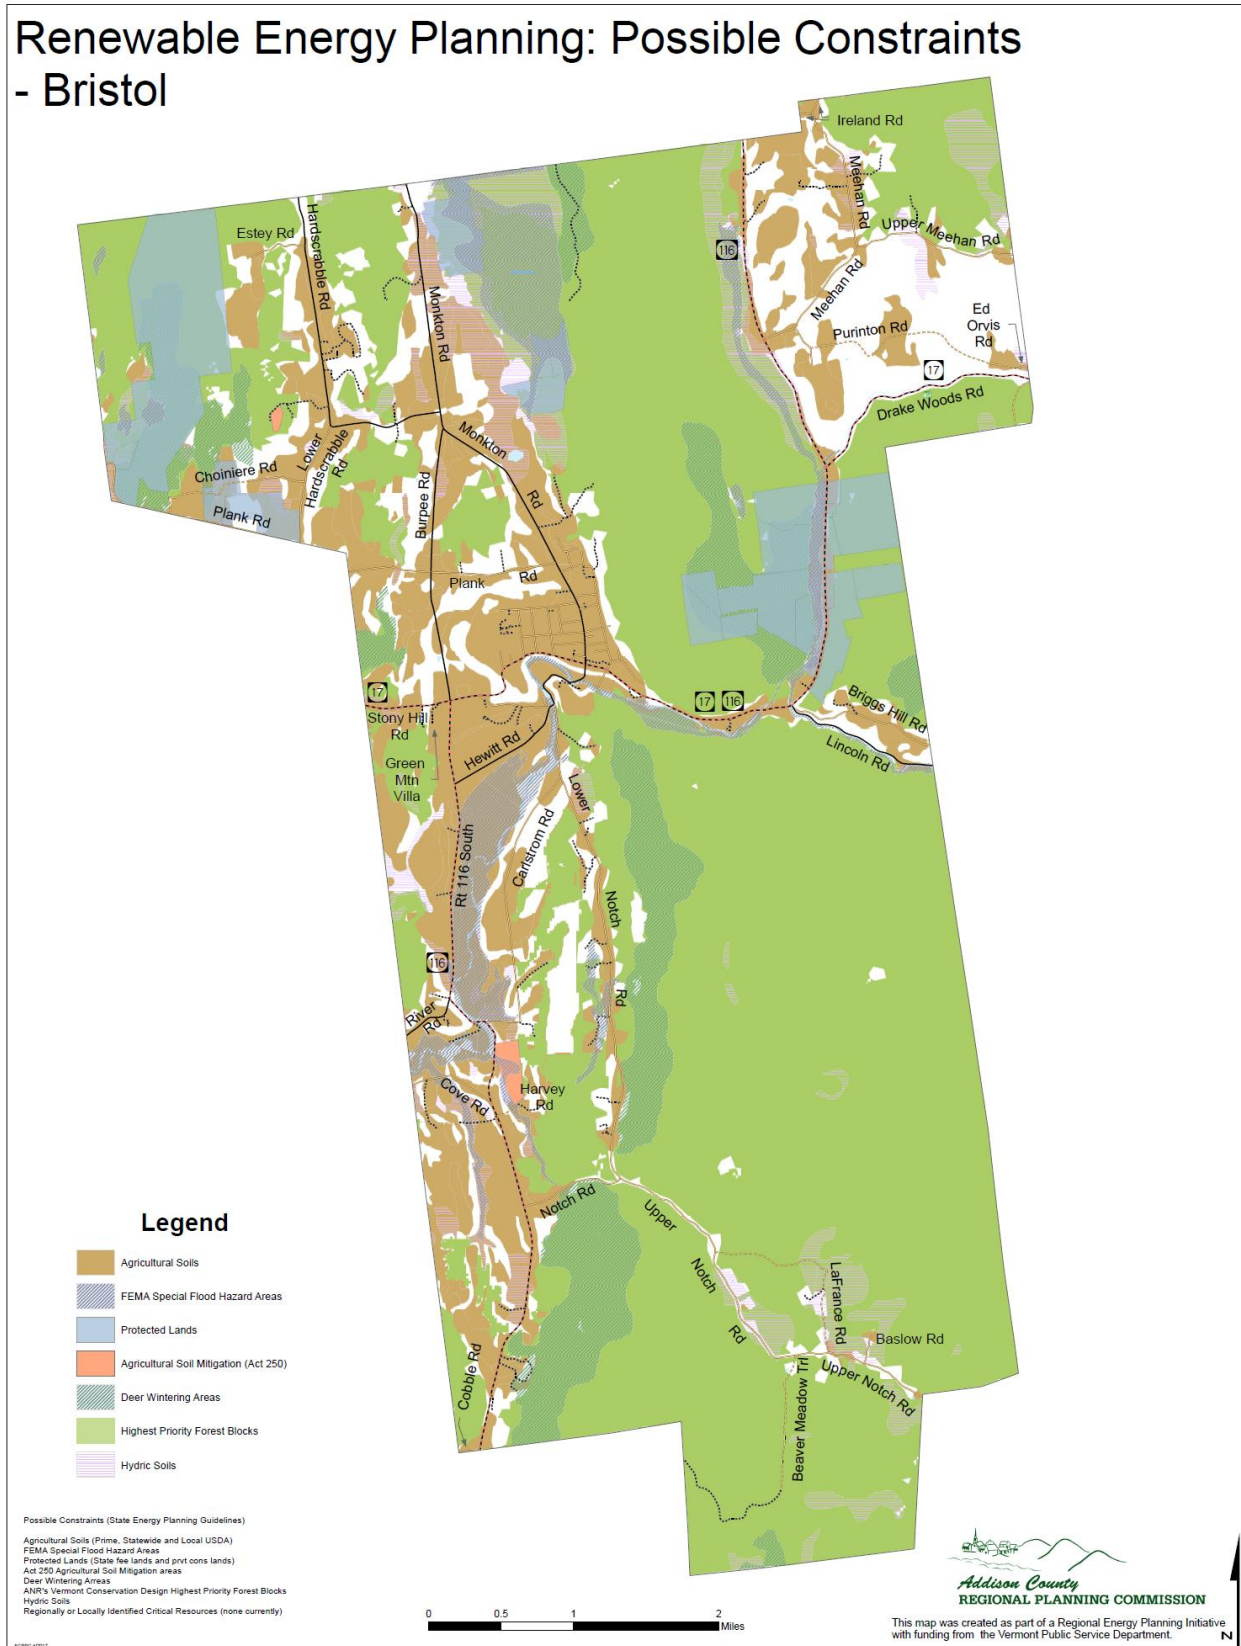 Renewable Energy Planning: Possible Constraints
- Bristol
Ireland Rd
Meehan Rd
Upper Meehan Rd
Estey Rd
Hardscrabble Rd
116
Meehan Rd
Monkton Rd
Ed
Orvis
Rd
Purinton Rd
17
Drake Woods Rd
Monkton
Rd
Lower
Hardscrabble
Rd
Choiniere Rd
Burpee Rd
Plank Rd
Plank
Rd
17
17
116
Briggs Hill Rd
Stony Hill
Rd
Hewitt Rd
Lincoln Rd
Green
Mtn
Villa
Lower
Carlstrom Rd
Rt 116 South
Notch
116
Rd
River
Rd
Harvey
Rd
Cove Rd
Notch Rd
Upper
Notch
Rd
LaFrance Rd
Baslow Rd
Cobble Rd
Upper Notch Rd
Beaver Meadow Trl
Legend
Agricultural Soils
FEMA Special Flood Hazard Areas
Protected Lands
Agricultural Soil Mitigation (Act 250)
Deer Wintering Areas
Highest Priority Forest Blocks
Hydric Soils
Possible Constraints (State Energy Planning Guidelines)
Agricultural Soils (Prime, Statewide and Local USDA)
FEMA Special Flood Hazard Areas
Protected Lands (State fee lands and prvt cons lands)
Act 250 Agricultural Soil Mitigation areas
Deer Wintering Arreas
ANR's Vermont Conservation Design Highest Priority Forest Blocks
Hydric Soils
Regionally or Locally Identified Critical Resources (none currently)
0 0.5 1 2
Miles
Addison County
REGIONAL PLANNING COMMISSION
This map was created as part of a Regional Energy Planning Initiative
with funding from the Vermont Public Service Department.
N